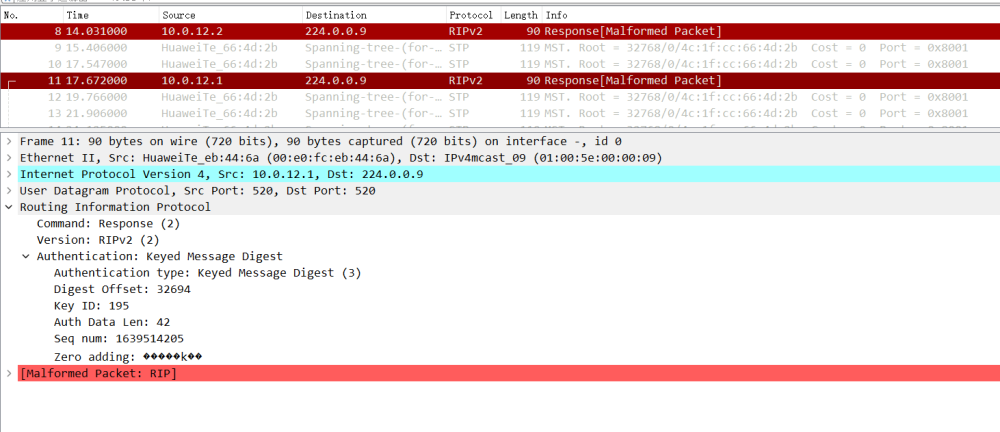 No. Time Source Destination Protocol Length Info
8 14.031000 10.0.12.2 224.0.0.9 RIPv2 90 Response[Malformed Packet]
9 15.406000 HuaweiTe_66:4d:2b Spanning-tree-(for-… STP 119 MST. Root = 32768/0/4c:1f:cc:66:4d:2b Cost = 0 Port = 0x8001
10 17.547000 HuaweiTe_66:4d:2b Spanning-tree-(for-… STP 119 MST. Root = 32768/0/4c:1f:cc:66:4d:2b Cost = 0 Port = 0x8001
11 17.672000 10.0.12.1 224.0.0.9 RIPv2 90 Response[Malformed Packet]
12 19.766000 HuaweiTe_66:4d:2b Spanning-tree-(for-… STP 119 MST. Root = 32768/0/4c:1f:cc:66:4d:2b Cost = 0 Port = 0x8001
13 21.906000 HuaweiTe_66:4d:2b Spanning-tree-(for-… STP 119 MST. Root = 32768/0/4c:1f:cc:66:4d:2b Cost = 0 Port = 0x8001
Frame 11: 90 bytes on wire (720 bits), 90 bytes captured (720 bits) on interface -, id 0
Ethernet II, Src: HuaweiTe_eb:44:6a (00:e0:fc:eb:44:6a), Dst: IPv4mcast_09 (01:00:5e:00:00:09)
Internet Protocol Version 4, Src: 10.0.12.1, Dst: 224.0.0.9
User Datagram Protocol, Src Port: 520, Dst Port: 520
Routing Information Protocol
Command: Response (2)
Version: RIPv2 (2)
Authentication: Keyed Message Digest
Authentication type: Keyed Message Digest (3)
Digest Offset: 32694
Key ID: 195
Auth Data Len: 42
Seq num: 1639514205
Zero adding: �����k��
[Malformed Packet: RIP]